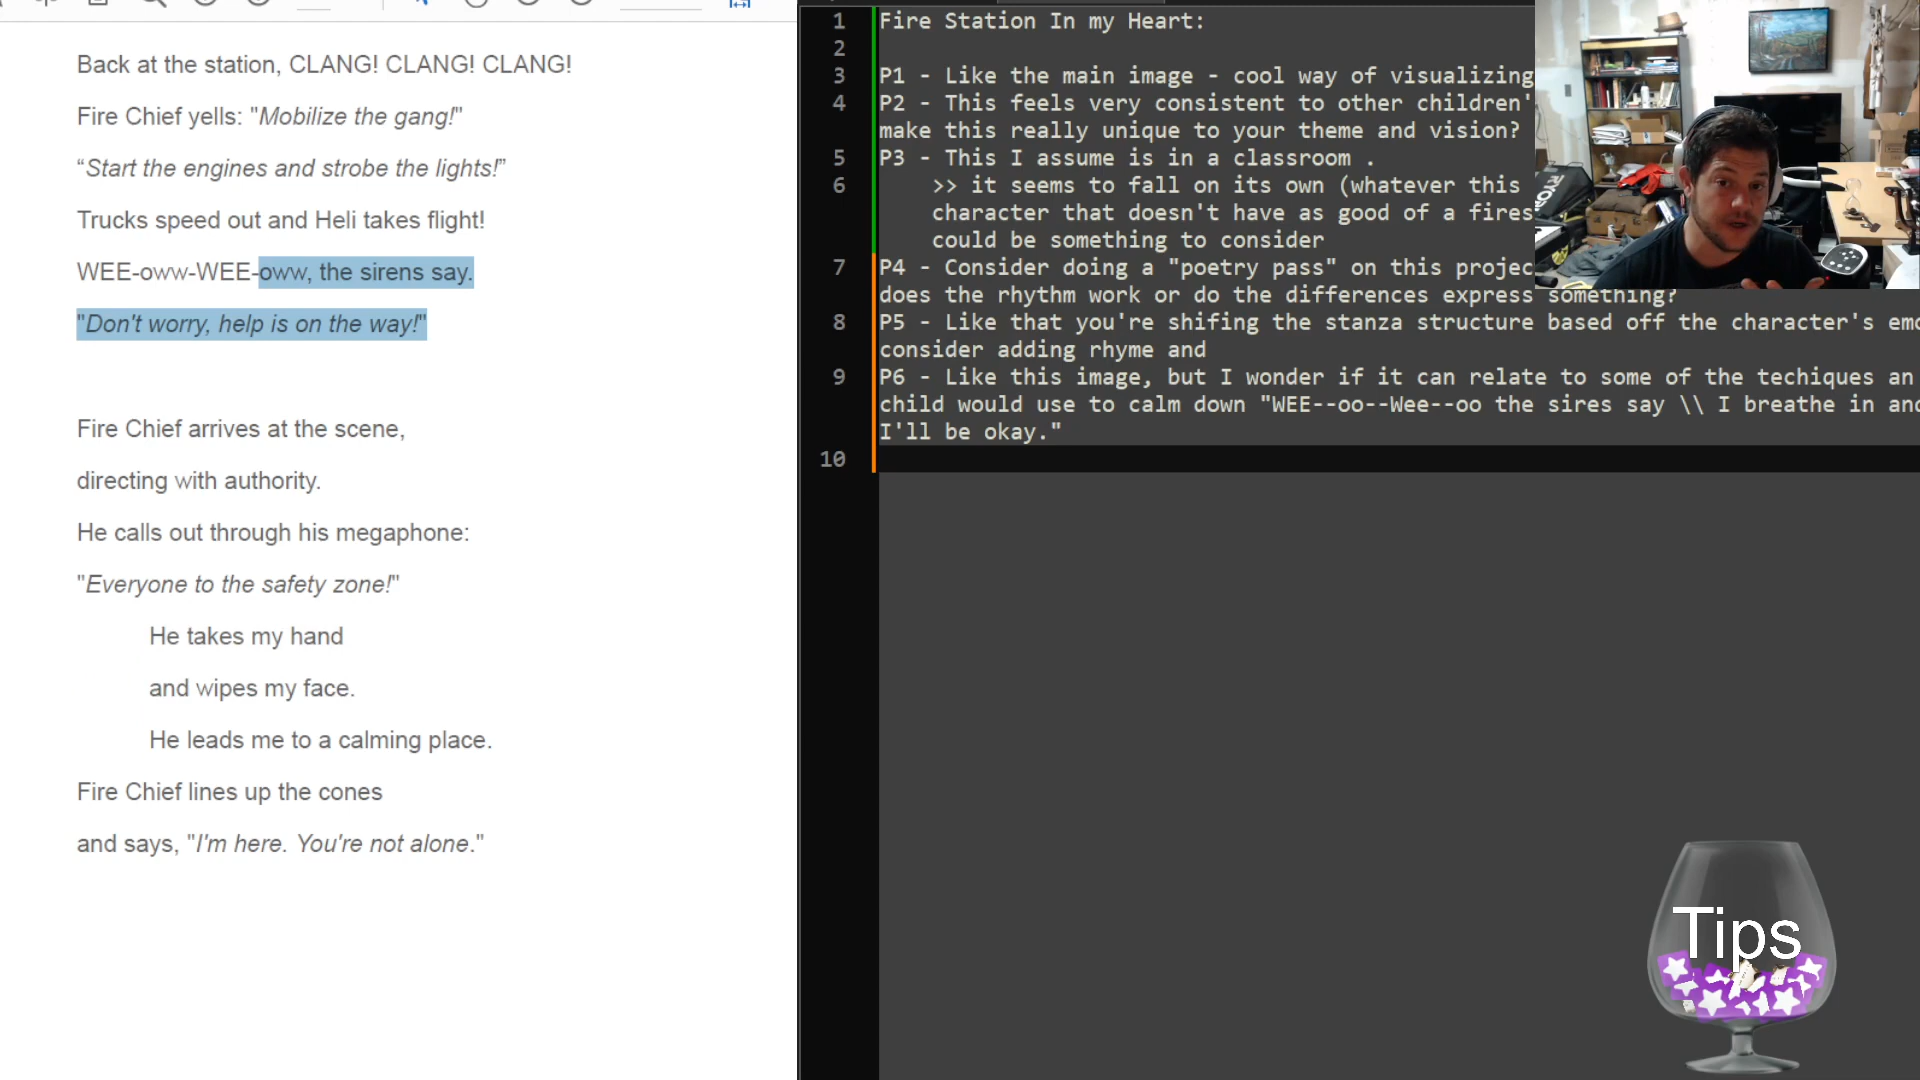 Back at the station, CLANG! CLANG! CLANG!
Fire Chief yells: "Mobilize the gang!"
“Start the engines and strobe the lights!”
Trucks speed out and Heli takes flight!
WEE-oww-WEE-oww, the sirens say.
"Don't worry, help is on the way!"
Fire Chief arrives at the scene,
directing with authority.
He calls out through his megaphone:
"Everyone to the safety zone!"
He takes my hand
and wipes my face.
He leads me to a calming place.
Fire Chief lines up the cones
and says, "I'm here. You're not alone."
1 Fire Station In my Heart:
2
3 P1 - Like the main image - cool way of visualizing
4 P2 - This feels very consistent to other children'
make this really unique to your theme and vision?
5 P3 - This I assume is in a classroom .
6 >> it seems to fall on its own (whatever this
character that doesn't have as good of a fires
could be something to consider
7 P4 - Consider doing a "poetry pass" on this projec
does the rhythm work or do the differences express something?
8 P5 - Like that you're shifing the stanza structure based off the character's emo
consider adding rhyme and
9 P6 - Like this image, but I wonder if it can relate to some of the techiques an
child would use to calm down "WEE--oo--Wee--oo the sires say \\ I breathe in and
I'll be okay."
10
RYOBI
Tips